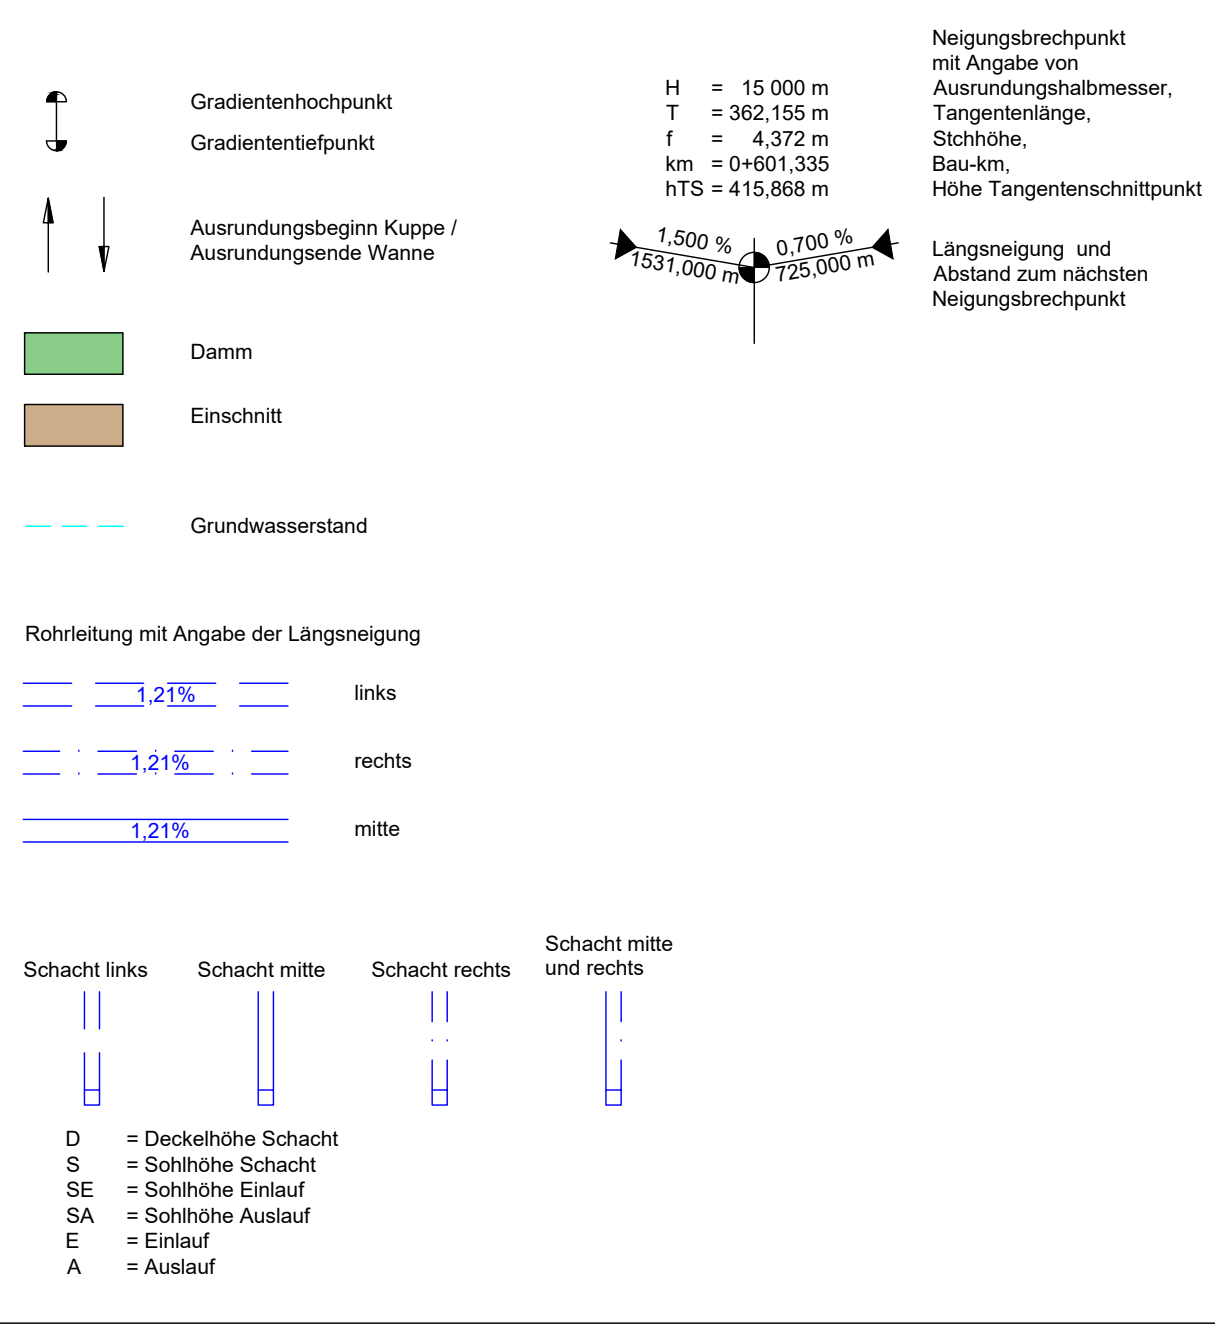 Gradientenhochpunkt
Gradiententiefpunkt
Ausrundungsbeginn Kuppe /
Ausrundungsende Wanne
Damm
Einschnitt
Grundwasserstand
Neigungsbrechpunkt
mit Angabe von
H = 15 000 m Ausrundungshalbmesser,
T = 362,155 m Tangentenlänge,
f = 4,372 m Stchhöhe,
km = 0+601,335 Bau-km,
hTS = 415,868 m Höhe Tangentenschnittpunkt
1,500 %
1531,000 m
0,700 %
725,000 m
Längsneigung und
Abstand zum nächsten
Neigungsbrechpunkt
Rohrleitung mit Angabe der Längsneigung
1,21% links
1,21% rechts
1,21% mitte
Schacht links
Schacht mitte
Schacht rechts
Schacht mitte
und rechts
D = Deckelhöhe Schacht
S = Sohlhöhe Schacht
SE = Sohlhöhe Einlauf
SA = Sohlhöhe Auslauf
E = Einlauf
A = Auslauf